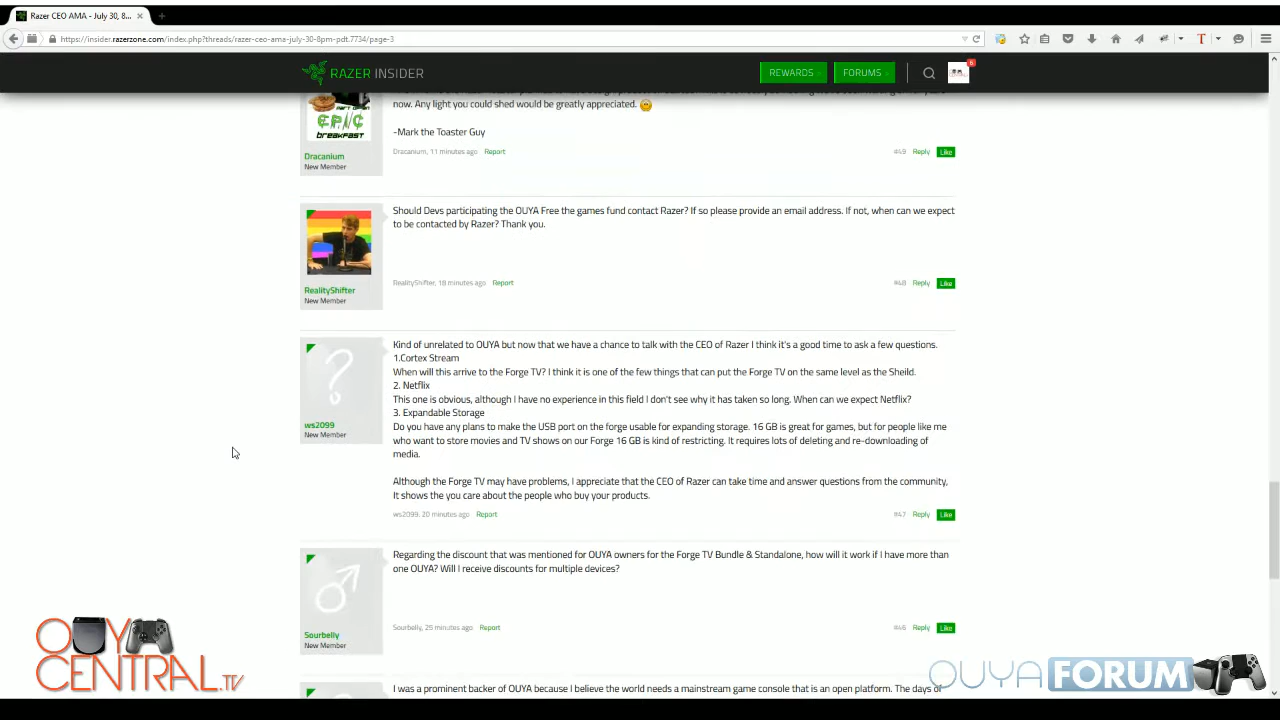 Razer CEO AMA - July 30, 8...
https://insider.razerzone.com/index.php?threads/razer-ceo-ama-july-30-8pm-pdt.7734/page-3
RAZER INSIDER
REWARDS
FORUMS
6
now. Any light you could shed would be greatly appreciated.
EPIC
breakfast
-Mark the Toaster Guy
Dracanium
New Member
Dracanium, 11 minutes ago Report
#49 Reply Like
Should Devs participating the OUYA Free the games fund contact Razer? If so please provide an email address. If not, when can we expect
to be contacted by Razer? Thank you.
RealityShifter
New Member
RealityShifter, 18 minutes ago Report
#48 Reply Like
Kind of unrelated to OUYA but now that we have a chance to talk with the CEO of Razer I think it's a good time to ask a few questions.
1.Cortex Stream
When will this arrive to the Forge TV? I think it is one of the few things that can put the Forge TV on the same level as the Sheild.
2. Netflix
This one is obvious, although I have no experience in this field I don't see why it has taken so long. When can we expect Netflix?
3. Expandable Storage
Do you have any plans to make the USB port on the forge usable for expanding storage. 16 GB is great for games, but for people like me
who want to store movies and TV shows on our Forge 16 GB is kind of restricting. It requires lots of deleting and re-downloading of
media.
Although the Forge TV may have problems, I appreciate that the CEO of Razer can take time and answer questions from the community,
It shows the you care about the people who buy your products.
ws2099
New Member
ws2099, 20 minutes ago Report
#47 Reply Like
Regarding the discount that was mentioned for OUYA owners for the Forge TV Bundle & Standalone, how will it work if I have more than
one OUYA? Will I receive discounts for multiple devices?
Sourbelly
New Member
Sourbelly, 25 minutes ago Report
#46 Reply Like
I was a prominent backer of OUYA because I believe the world needs a mainstream game console that is an open platform. The days of
OUYA
CENTRAL.TV
OUYA FORUM